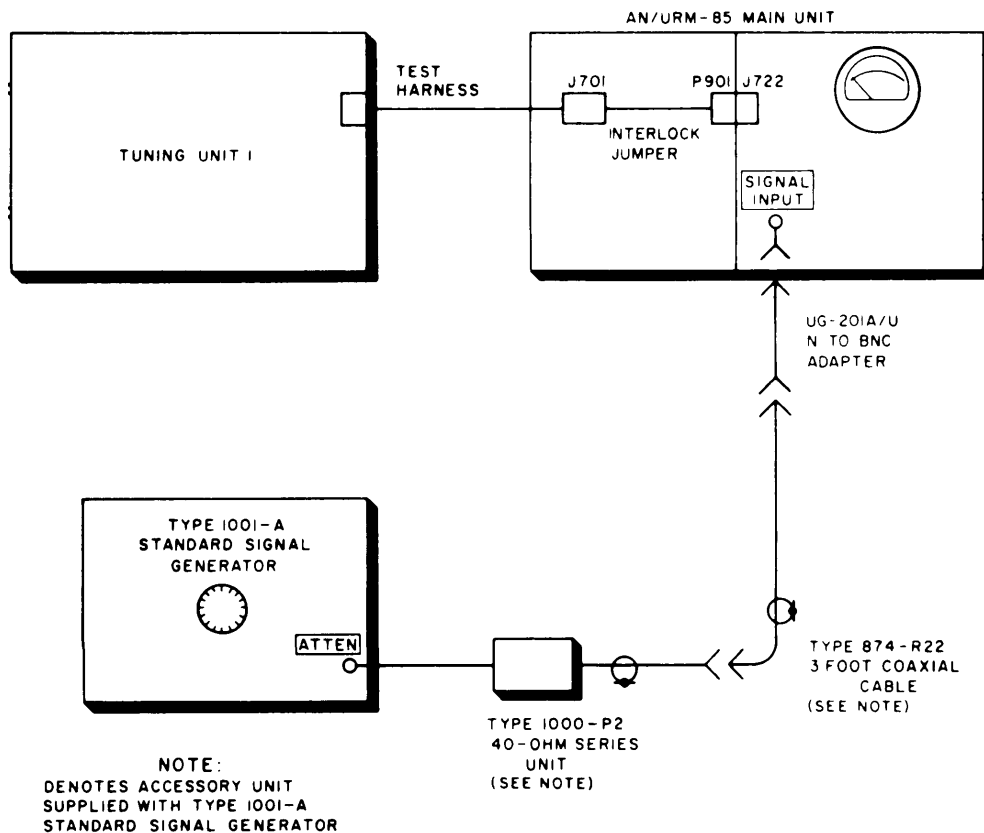 AN/URM-85 MAIN UNIT
TEST
HARNESS
J701
P901
J722
TUNING UNIT 1
INTERLOCK
JUMPER
SIGNAL
INPUT
UG-201A/U
N TO BNC
ADAPTER
TYPE 1001-A
STANDARD SIGNAL
GENERATOR
ATTEN
TYPE 874-R22
3 FOOT COAXIAL
CABLE
(SEE NOTE)
TYPE 1000-P2
40-OHM SERIES
UNIT
(SEE NOTE)
NOTE:
DENOTES ACCESSORY UNIT
SUPPLIED WITH TYPE 1001-A
STANDARD SIGNAL GENERATOR